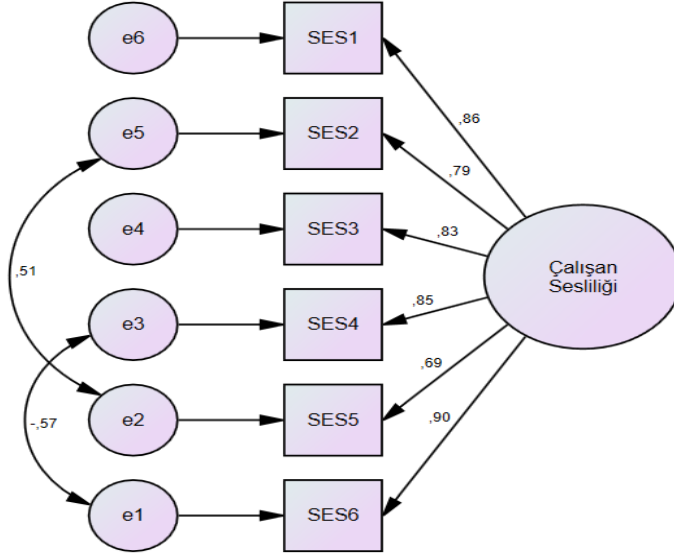 e6
SES1
,86
e5
SES2
,79
e4
SES3
,83
Çalışan
Sesliliği
,51
e3
SES4
,85
-,57
e2
SES5
,69
,90
e1
SES6